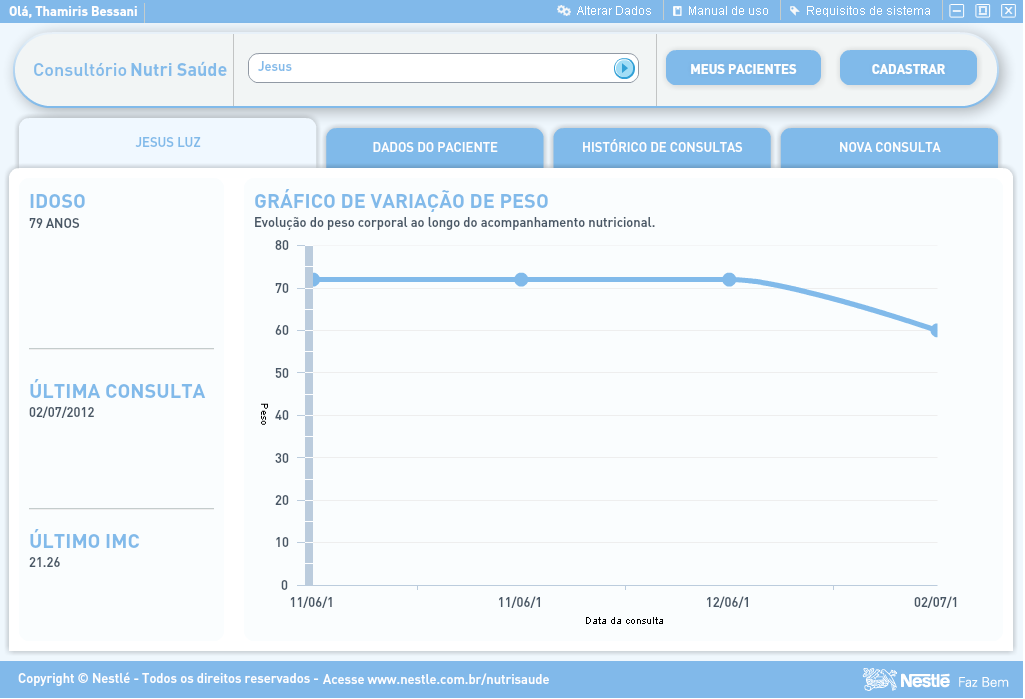 Olá, Thamiris Bessani
Alterar Dados
Manual de uso
Requisitos de sistema
Consultório Nutri Saúde
Jesus
MEUS PACIENTES
CADASTRAR
JESUS LUZ
DADOS DO PACIENTE
HISTÓRICO DE CONSULTAS
NOVA CONSULTA
IDOSO
79 ANOS
ÚLTIMA CONSULTA
02/07/2012
ÚLTIMO IMC
21.26
GRÁFICO DE VARIAÇÃO DE PESO
Evolução do peso corporal ao longo do acompanhamento nutricional.
80
70
60
50
40
30
20
10
0
Peso
11/06/1
11/06/1
12/06/1
02/07/1
Data da consulta
Copyright © Nestlé - Todos os direitos reservados - Acesse www.nestle.com.br/nutrisaude
Nestlé Faz Bem